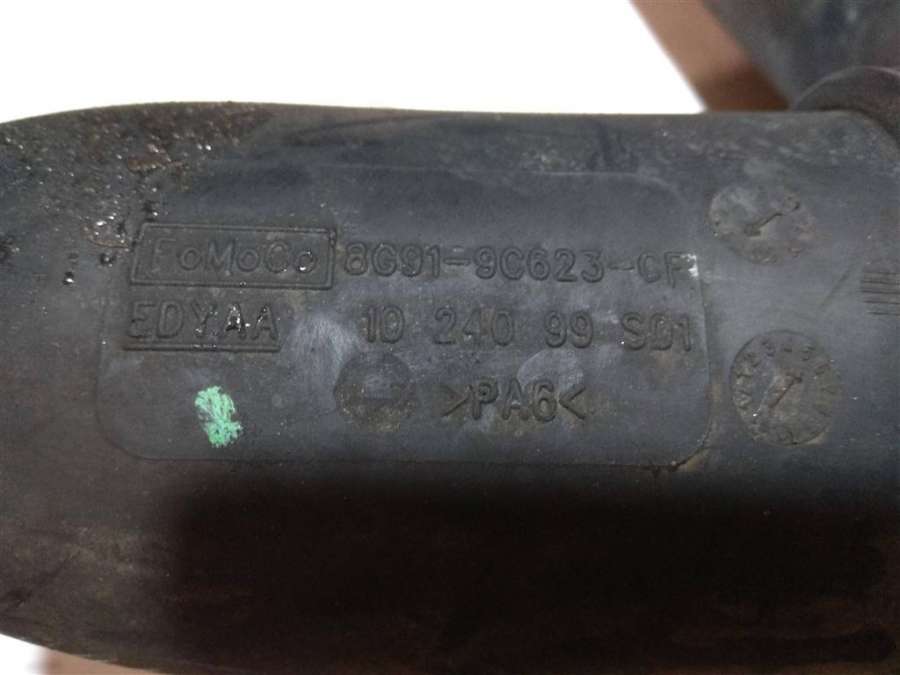 FoMoCo 8G91-9C623-CF
EDYAA 10 240 99 S01
>PA6<